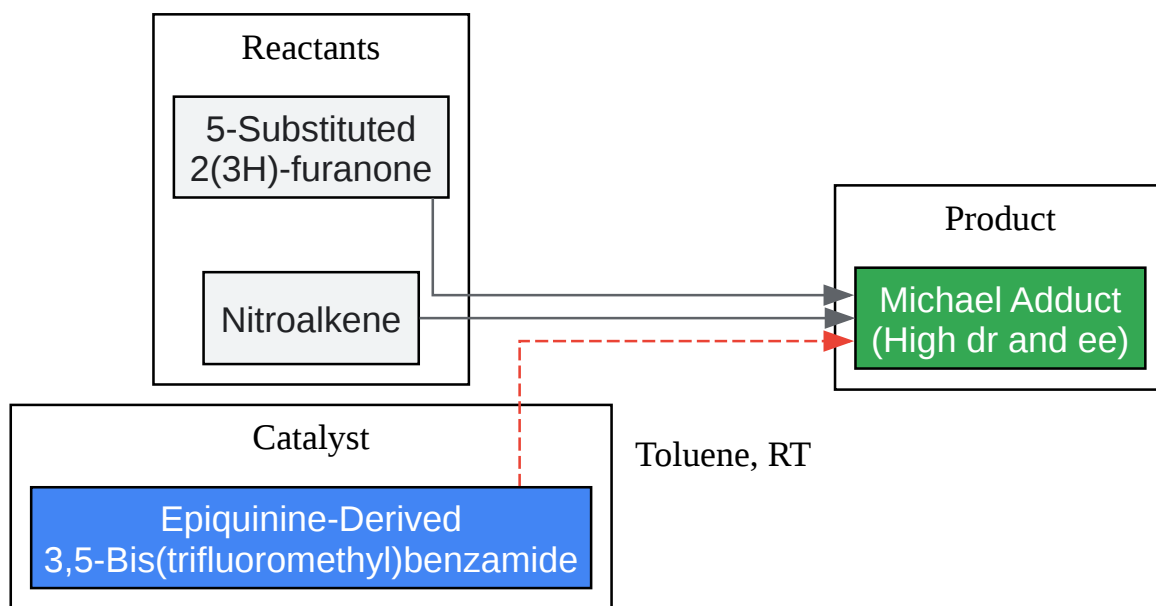 Reactants
5-Substituted
2(3H)-furanone
Nitroalkene
Product
Michael Adduct
(High dr and ee)
Catalyst
Toluene, RT
Epiquinine-Derived
3,5-Bis(trifluoromethyl)benzamide